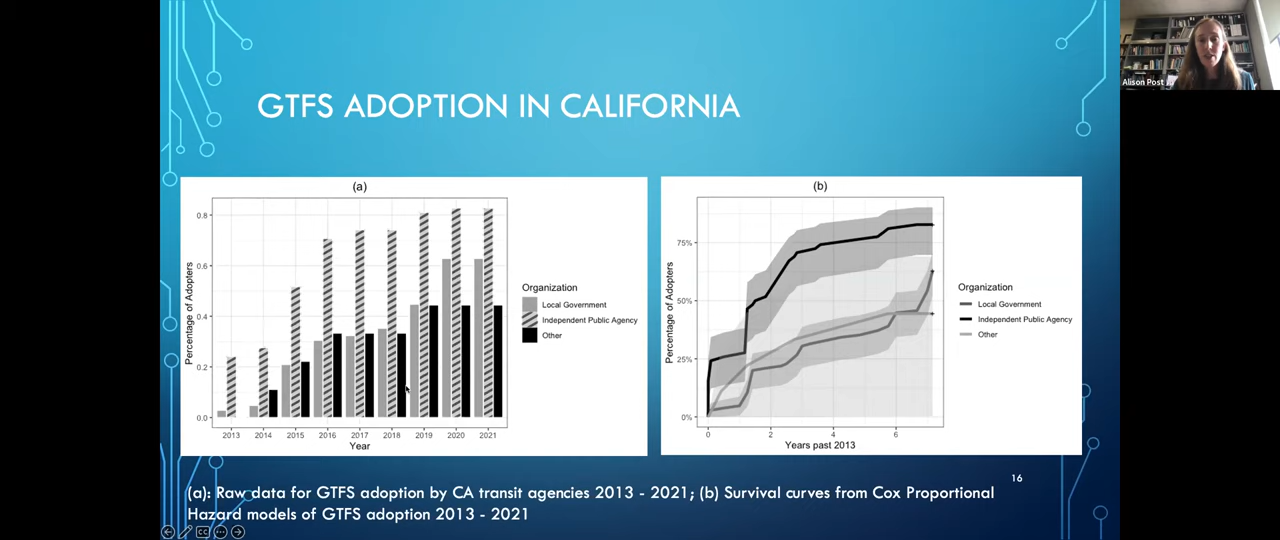 GTFS ADOPTION IN CALIFORNIA
Alison Post
(a)
Percentage of Adopters
0.8
0.6
0.4
0.2
0.0
2013 2014 2015 2016 2017 2018 2019 2020 2021
Year
Organization
Local Government
Independent Public Agency
Other
(b)
Percentage of Adopters
75%
50%
25%
0%
0 2 4 6
Years past 2013
Organization
Local Government
Independent Public Agency
Other
16
(a): Raw data for GTFS adoption by CA transit agencies 2013 - 2021; (b) Survival curves from Cox Proportional
Hazard models of GTFS adoption 2013 - 2021
CC